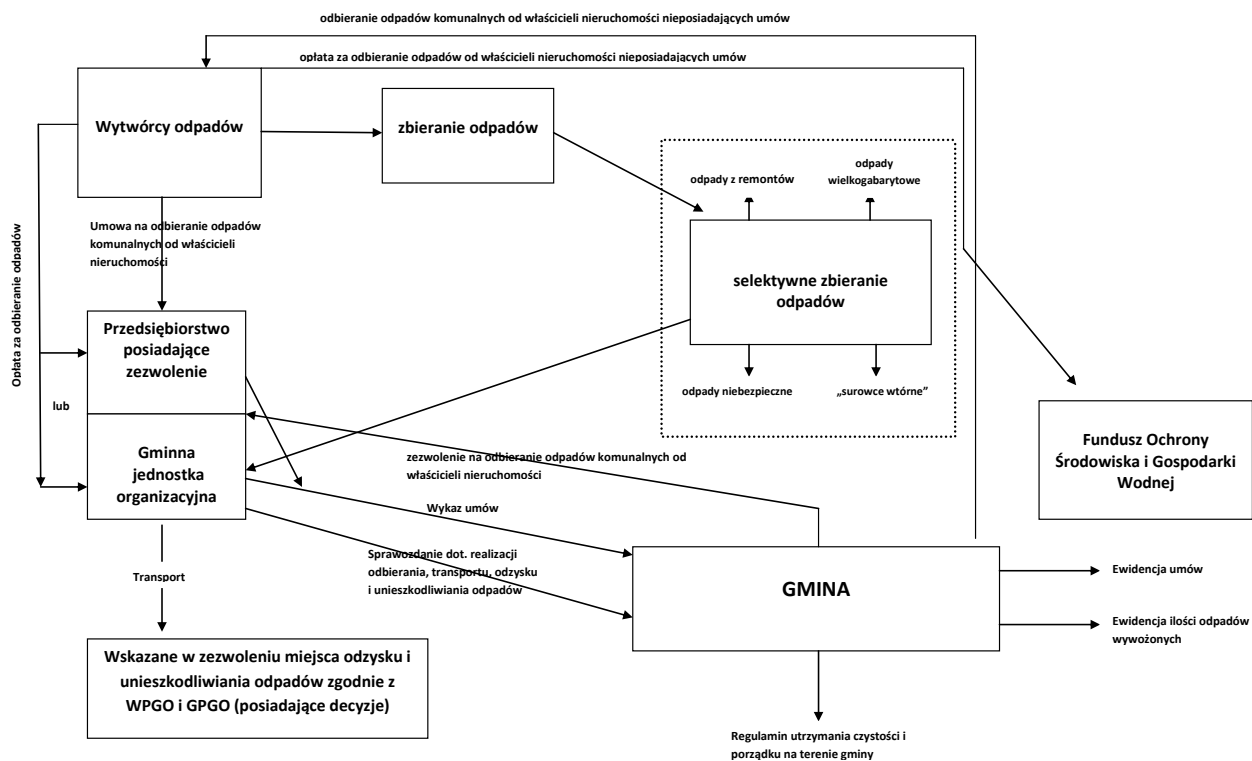 odbieranie odpadów komunalnych od właścicieli nieruchomości nieposiadających umów
opłata za odbieranie odpadów od właścicieli nieruchomości nieposiadających umów
Wytwórcy odpadów
zbieranie odpadów
odpady z remontów
odpady
wielkogabarytowe
Umowa na odbieranie odpadów
komunalnych od właścicieli
nieruchomości
Opłata za odbieranie odpadów
selektywne zbieranie
odpadów
Przedsiębiorstwo
posiadające
zezwolenie
odpady niebezpieczne
„surowce wtórne”
lub
Gminna
jednostka
organizacyjna
zezwolenie na odbieranie odpadów komunalnych od
właścicieli nieruchomości
Fundusz Ochrony
Środowiska i Gospodarki
Wodnej
Wykaz umów
Sprawozdanie dot. realizacji
odbierania, transportu, odzysku
i unieszkodliwiania odpadów
Transport
GMINA
Ewidencja umów
Ewidencja ilości odpadów
wywożonych
Wskazane w zezwoleniu miejsca odzysku i
unieszkodliwiania odpadów zgodnie z
WPGO i GPGO (posiadające decyzje)
Regulamin utrzymania czystości i
porządku na terenie gminy